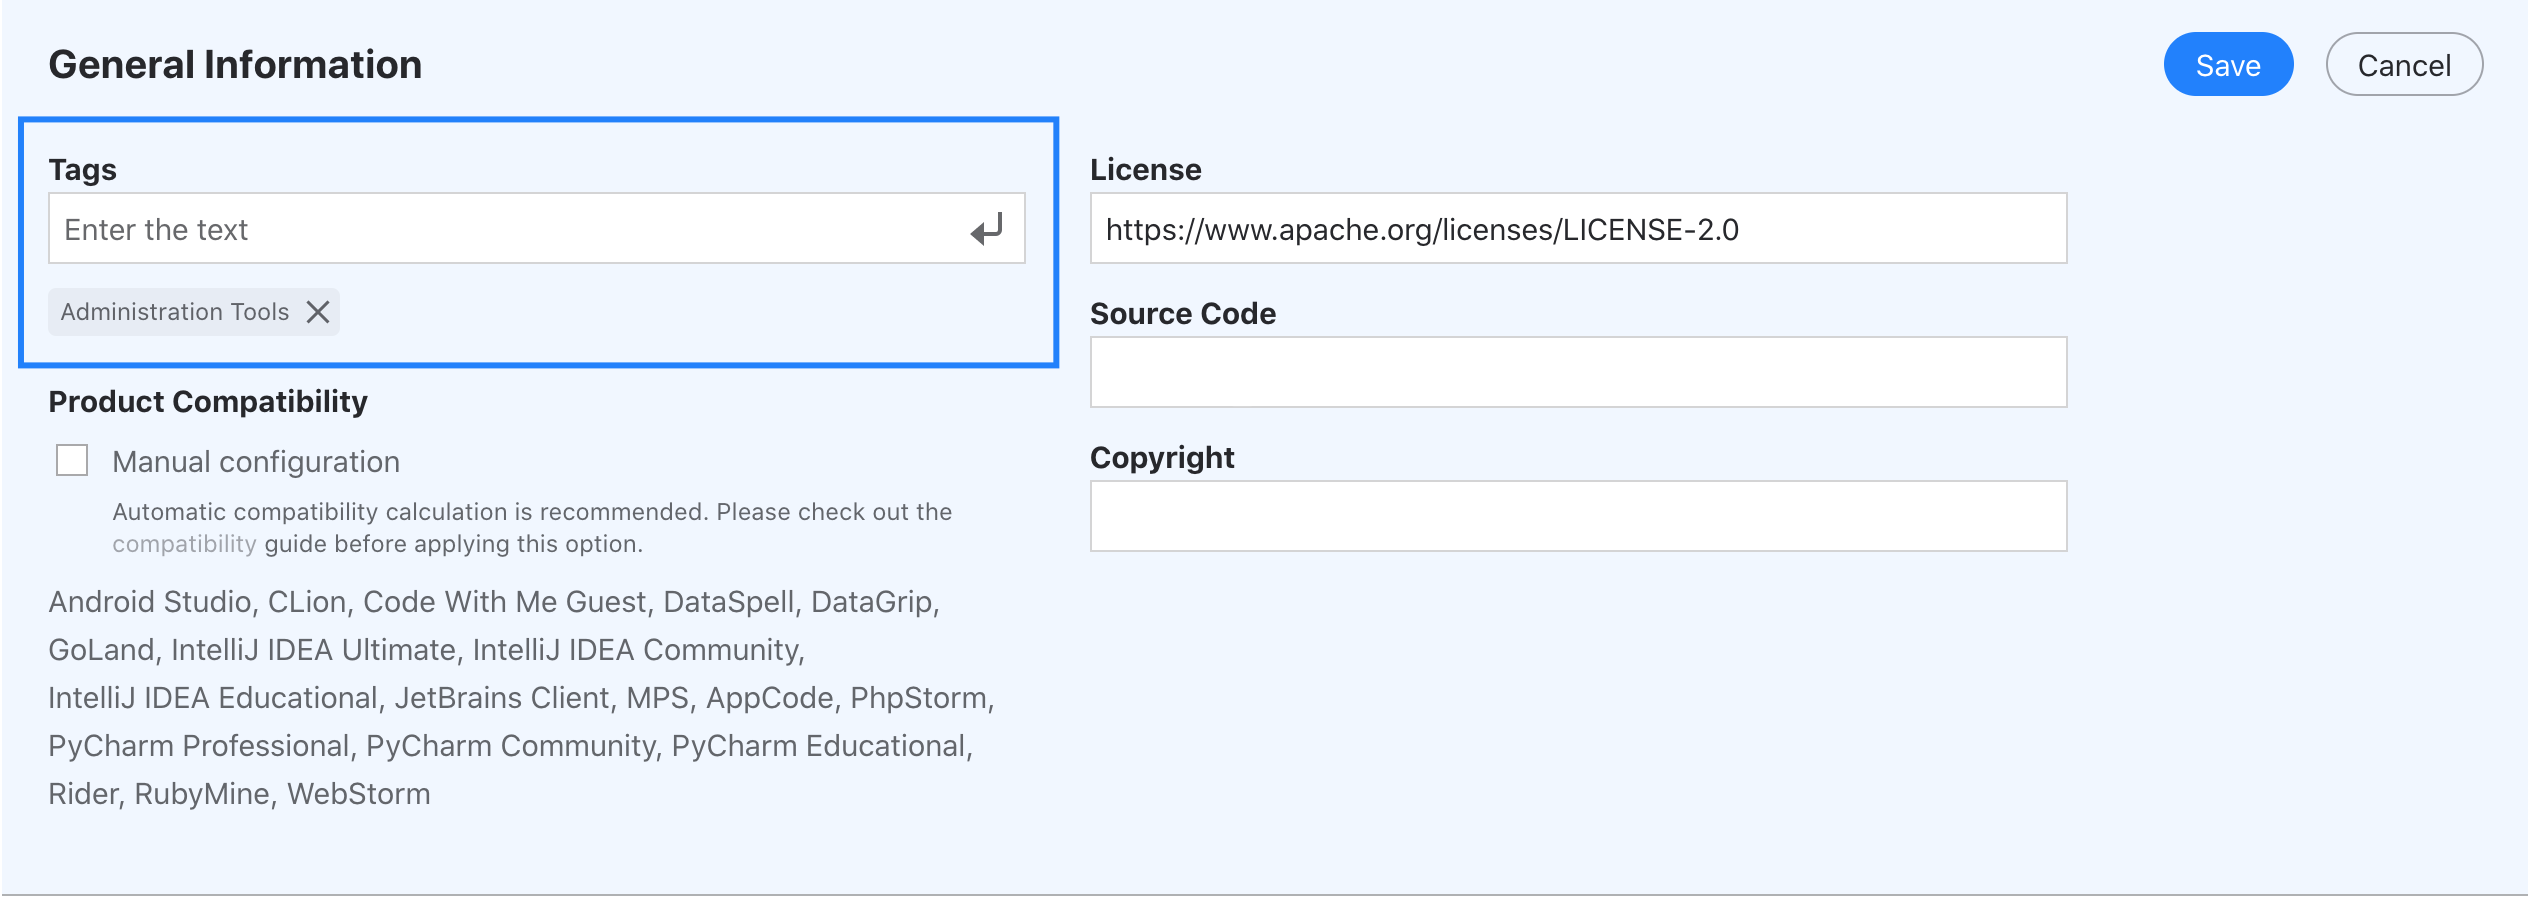 General Information
Save
Cancel
Tags
Enter the text
Administration Tools
Product Compatibility
Manual configuration
Automatic compatibility calculation is recommended. Please check out the
compatibility guide before applying this option.
Android Studio, CLion, Code With Me Guest, DataSpell, DataGrip,
GoLand, IntelliJ IDEA Ultimate, IntelliJ IDEA Community,
IntelliJ IDEA Educational, JetBrains Client, MPS, AppCode, PhpStorm,
PyCharm Professional, PyCharm Community, PyCharm Educational,
Rider, RubyMine, WebStorm
License
https://www.apache.org/licenses/LICENSE-2.0
Source Code
Copyright